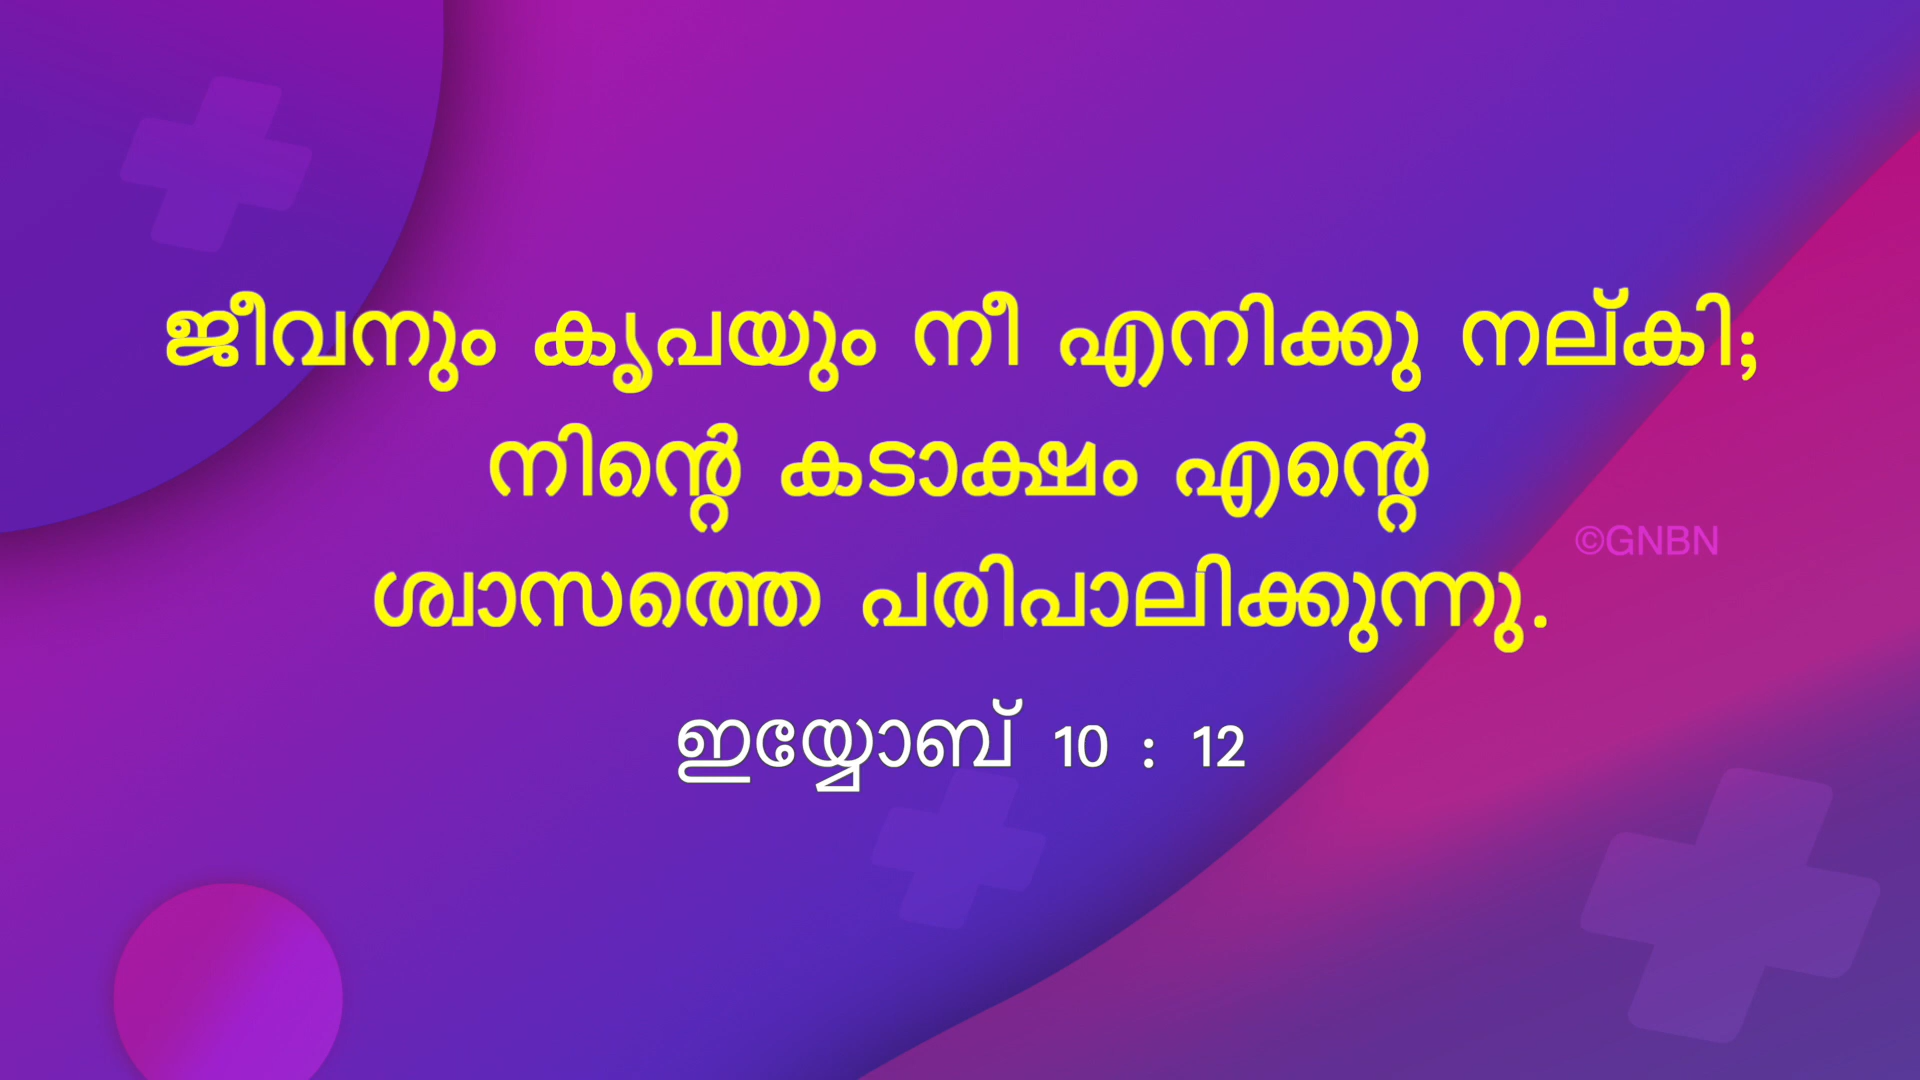 ജീവനും കൃപയും നീ എനിക്കു നല്കി;
നിന്റെ കടാക്ഷം എന്റെ
ശ്വാസത്തെ പരിപാലിക്കുന്നു.
ഇയ്യോബ് 10 : 12
©GNBN